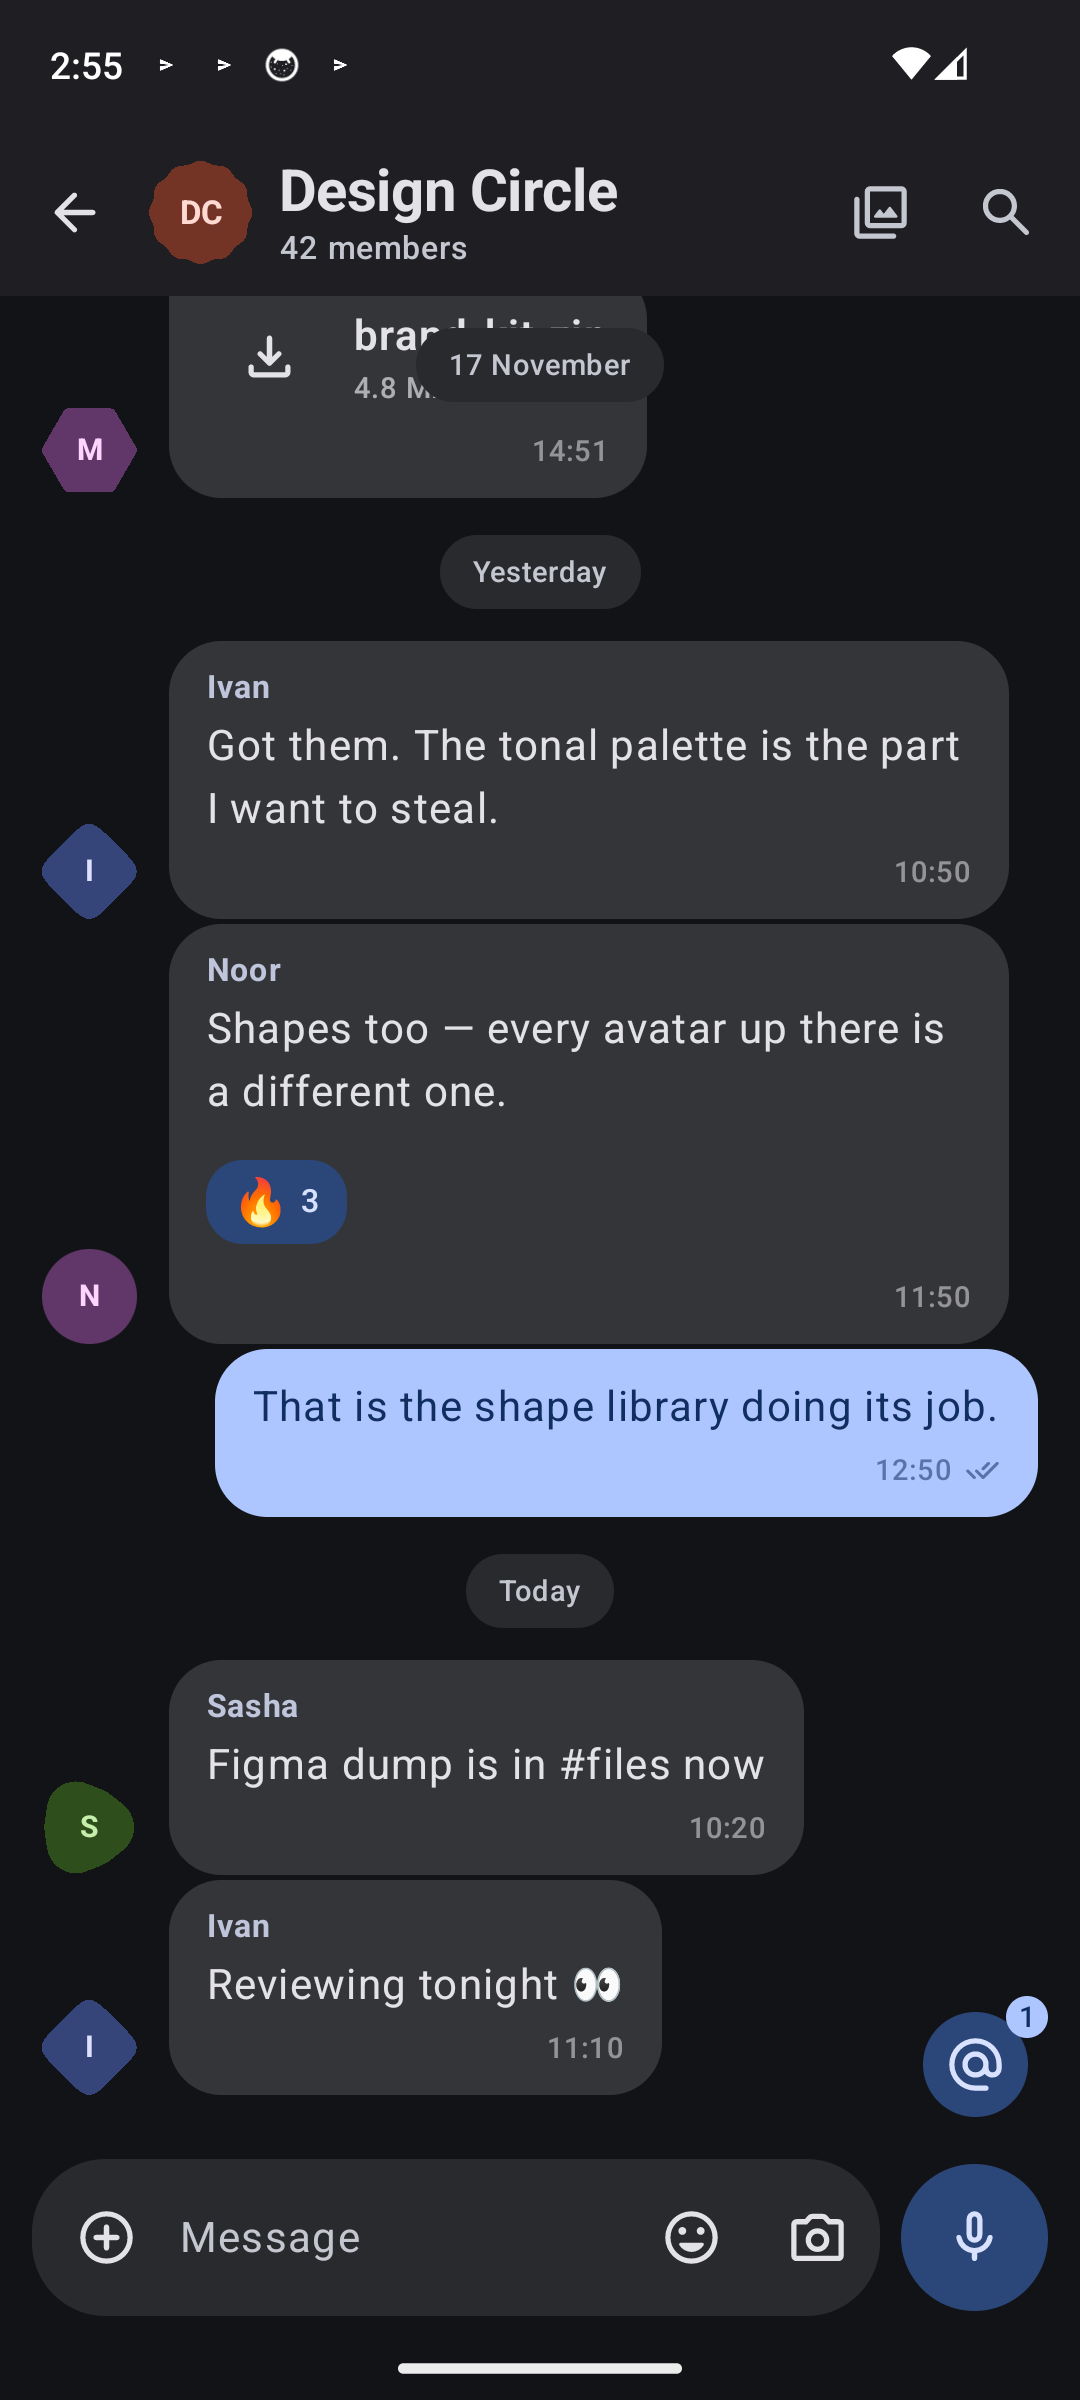 2:55
DC
Design Circle
42 members
17 November
4.8
14:51
M
Yesterday
Ivan
Got them. The tonal palette is the part
I want to steal.
10:50
I
Noor
Shapes too — every avatar up there is
a different one.
🔥 3
11:50
N
That is the shape library doing its job.
12:50
Today
Sasha
Figma dump is in #files now
10:20
S
Ivan
Reviewing tonight 👀
11:10
I
1
@
Message